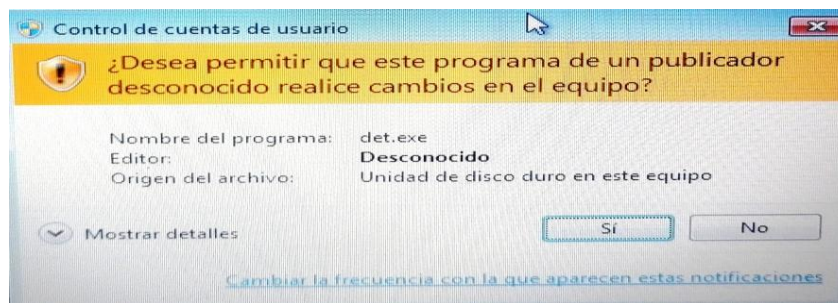 Control de cuentas de usuario
¿Desea permitir que este programa de un publicador
desconocido realice cambios en el equipo?
Nombre del programa: det.exe
Editor: Desconocido
Origen del archivo: Unidad de disco duro en este equipo
Mostrar detalles
Sí
No
Cambiar la frecuencia con la que aparecen estas notificaciones